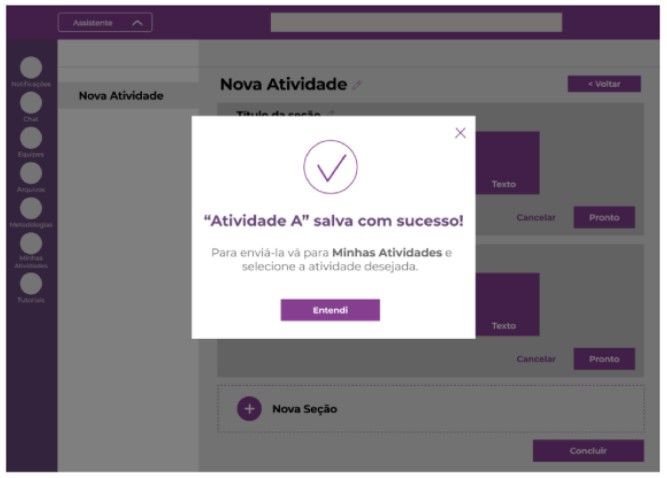 Assistente
Notificações
Chat
Equipes
Arquivos
Metodologias
Minhas
Atividades
Tutoriais
Nova Atividade
Nova Atividade
< Voltar
Título da seção
Texto
Cancelar
Pronto
“Atividade A” salva com sucesso!
Para enviá-la vá para Minhas Atividades e
selecione a atividade desejada.
Entendi
Texto
Cancelar
Pronto
+ Nova Seção
Concluir